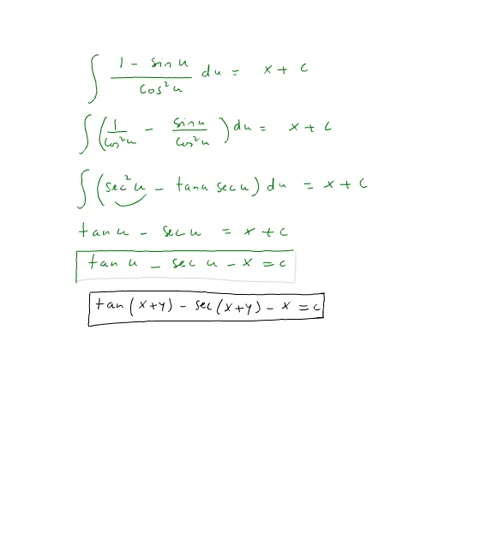 ∫ (1 - sin u)/(cos²u) du = x + c
∫ (1/cos²u - sin u/cos²u) du = x + c
∫ (sec²u - tan u sec u) du = x + c
tan u - sec u = x + c
tan u - sec u - x = c
tan (x+y) - sec (x+y) - x = c